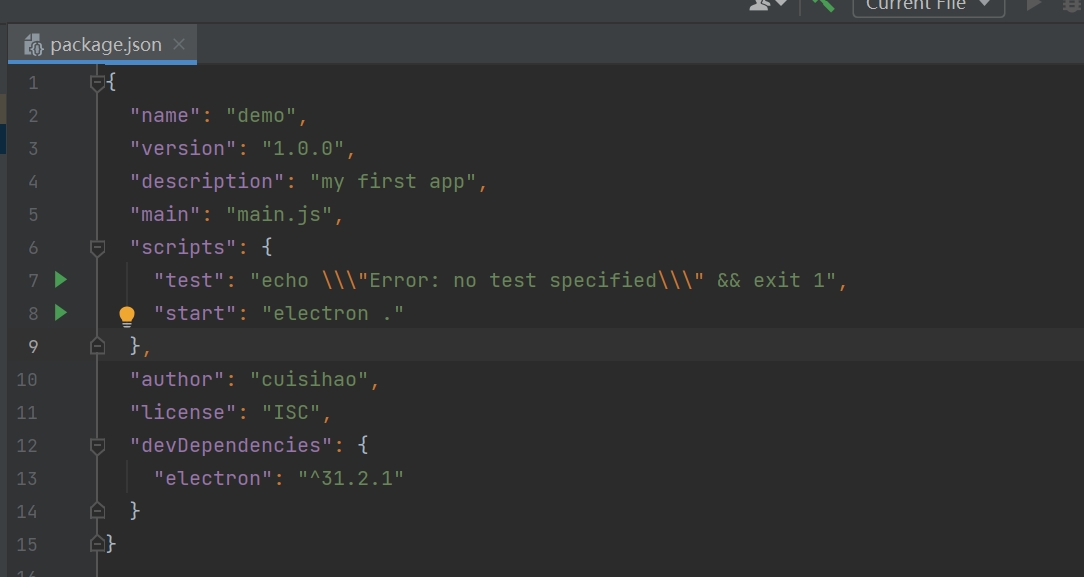 Current File
package.json
1 {
2 "name": "demo",
3 "version": "1.0.0",
4 "description": "my first app",
5 "main": "main.js",
6 "scripts": {
7 "test": "echo \\\"Error: no test specified\\\" && exit 1",
8 "start": "electron ."
9 },
10 "author": "cuisihao",
11 "license": "ISC",
12 "devDependencies": {
13 "electron": "^31.2.1"
14 }
15 }
16